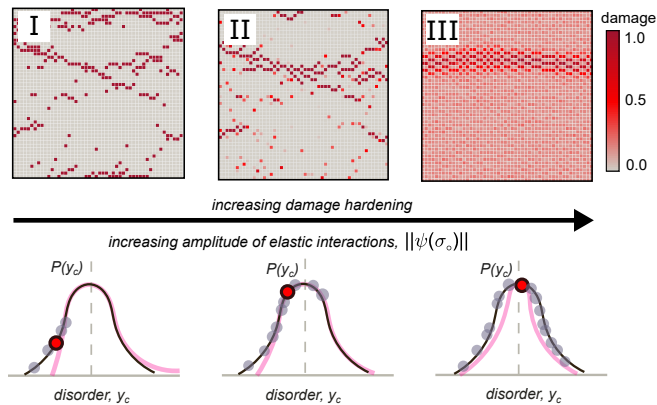 I
II
III
damage
1.0
0.5
0.0
increasing damage hardening
increasing amplitude of elastic interactions, ||ψ(σ₀)||
P(y_c)
P(y_c)
P(y_c)
disorder, y_c
disorder, y_c
disorder, y_c